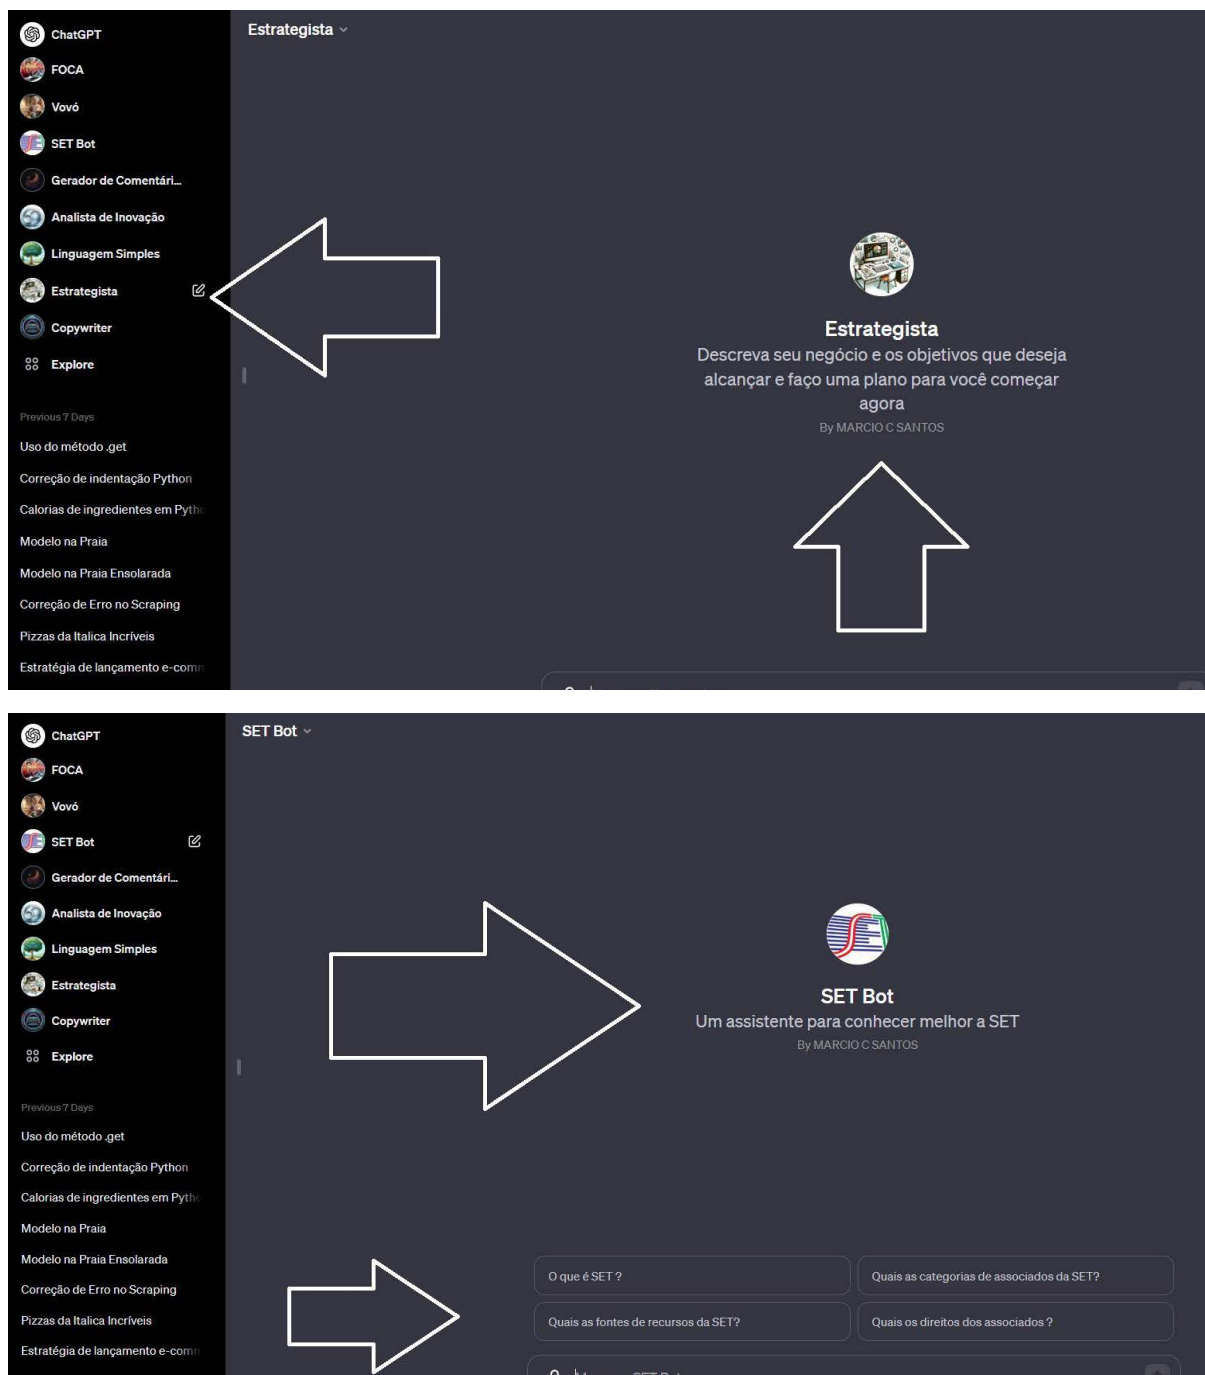 ChatGPT
FOCA
Vovó
SET Bot
Gerador de Comentári...
Analista de Inovação
Linguagem Simples
Estrategista
Copywriter
Explore
Previous 7 Days
Uso do método .get
Correção de indentação Python
Calorias de ingredientes em Pytho
Modelo na Praia
Modelo na Praia Ensolarada
Correção de Erro no Scraping
Pizzas da Italica Incríveis
Estratégia de lançamento e-comm
Estrategista
Estrategista
Descreva seu negócio e os objetivos que deseja
alcançar e faço uma plano para você começar
agora
By MARCIO C SANTOS
ChatGPT
FOCA
Vovó
SET Bot
Gerador de Comentári...
Analista de Inovação
Linguagem Simples
Estrategista
Copywriter
Explore
Previous 7 Days
Uso do método .get
Correção de indentação Python
Calorias de ingredientes em Pytho
Modelo na Praia
Modelo na Praia Ensolarada
Correção de Erro no Scraping
Pizzas da Italica Incríveis
Estratégia de lançamento e-comm
SET Bot
SET Bot
Um assistente para conhecer melhor a SET
By MARCIO C SANTOS
O que é SET ?
Quais as categorias de associados da SET?
Quais as fontes de recursos da SET?
Quais os direitos dos associados ?